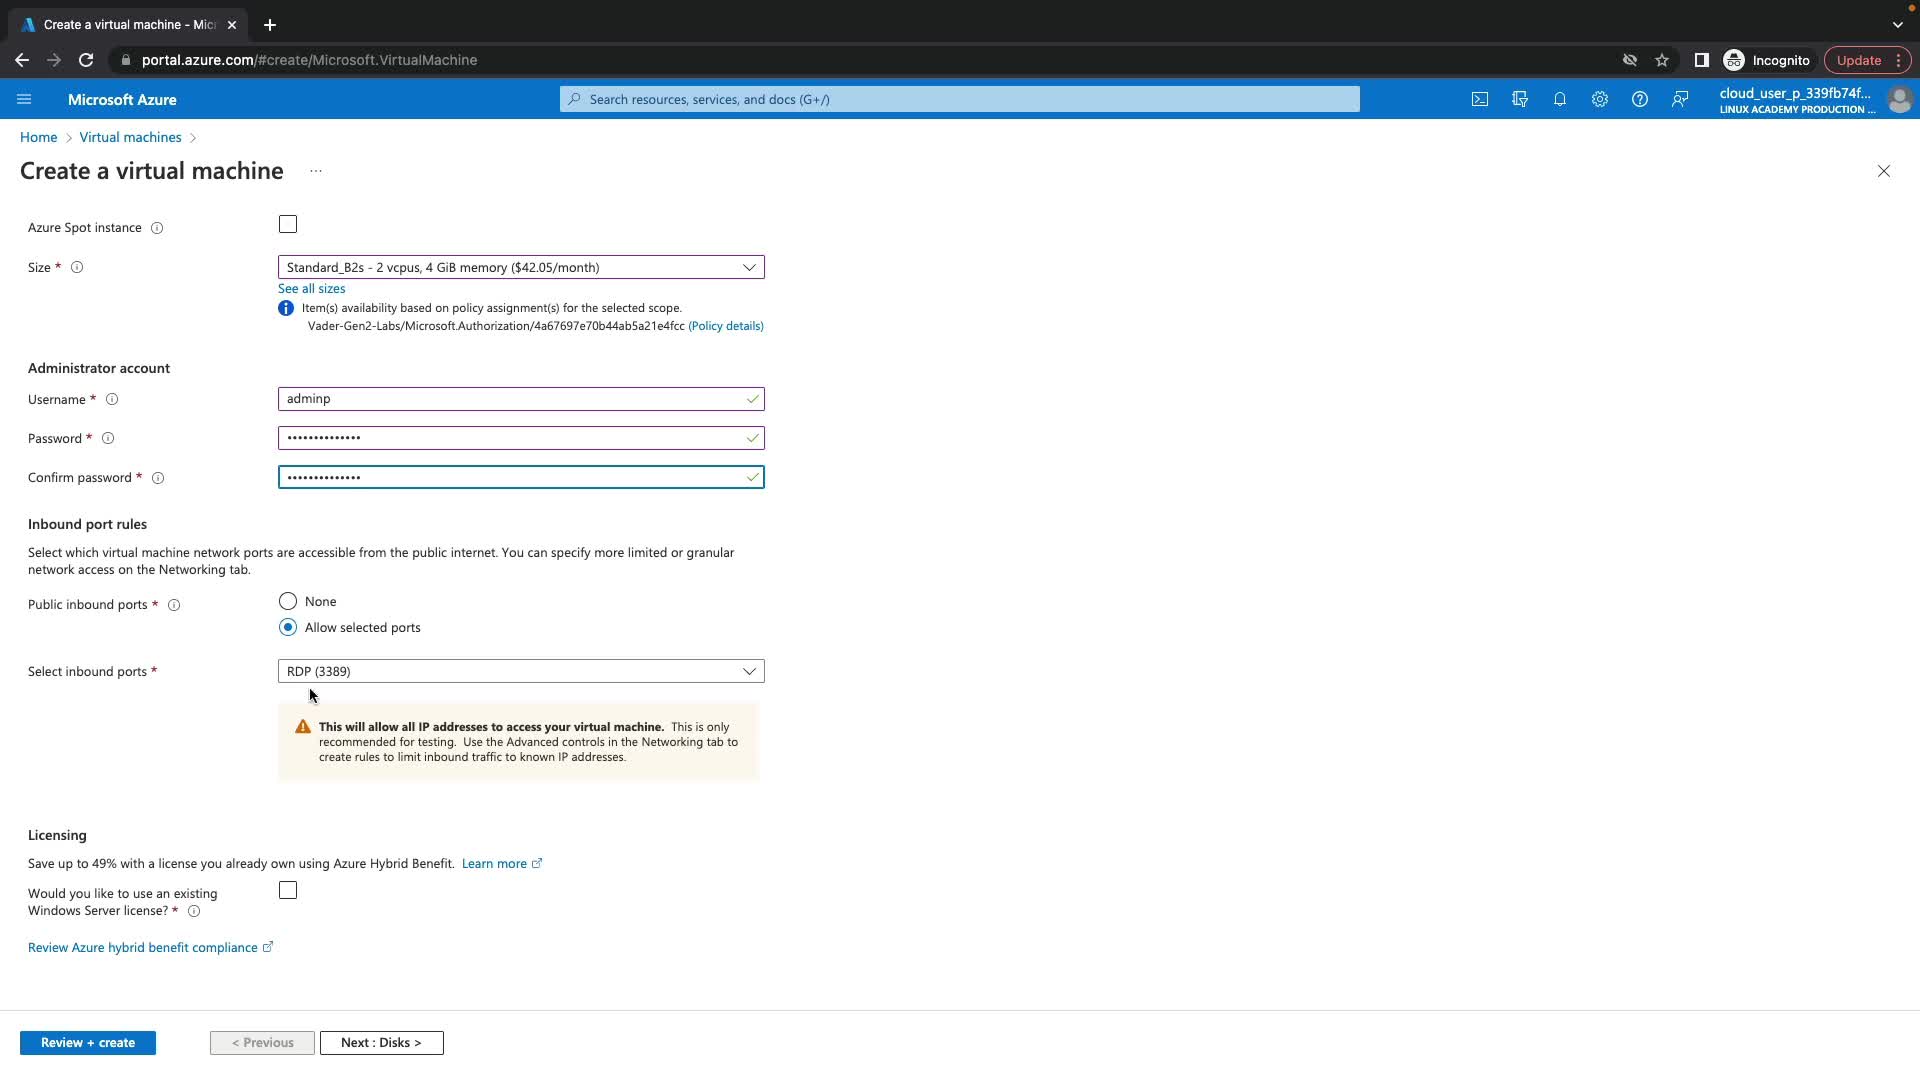 Create a virtual machine - Mic
portal.azure.com/#create/Microsoft.VirtualMachine
Incognito
Update
Microsoft Azure
Search resources, services, and docs (G+/)
cloud_user_p_339fb74f...
LINUX ACADEMY PRODUCTION ...
Home > Virtual machines >
Create a virtual machine ...
Azure Spot instance
Size *
Standard_B2s - 2 vcpus, 4 GiB memory ($42.05/month)
See all sizes
Item(s) availability based on policy assignment(s) for the selected scope.
Vader-Gen2-Labs/Microsoft.Authorization/4a67697e70b44ab5a21e4fcc (Policy details)
Administrator account
Username *
adminp
Password *
••••••••••••••
Confirm password *
••••••••••••••
Inbound port rules
Select which virtual machine network ports are accessible from the public internet. You can specify more limited or granular
network access on the Networking tab.
Public inbound ports *
None
Allow selected ports
Select inbound ports *
RDP (3389)
This will allow all IP addresses to access your virtual machine. This is only
recommended for testing. Use the Advanced controls in the Networking tab to
create rules to limit inbound traffic to known IP addresses.
Licensing
Save up to 49% with a license you already own using Azure Hybrid Benefit. Learn more
Would you like to use an existing
Windows Server license? *
Review Azure hybrid benefit compliance
Review + create
< Previous
Next : Disks >